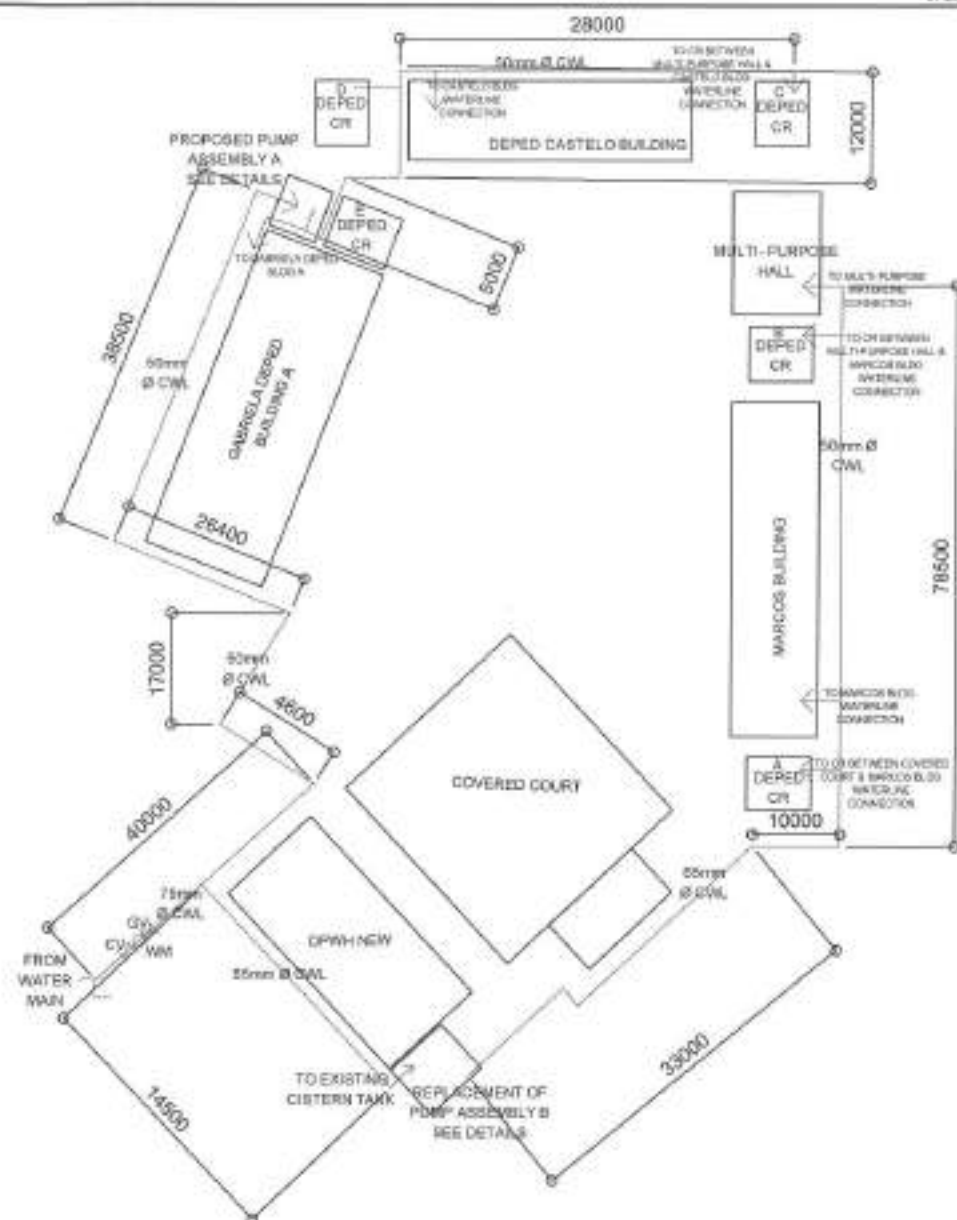 28000
50mm Ø CWL
TO CR BETWEEN
MULTI-PURPOSE HALL &
CASTELO BLDG
WATERLINE
CONNECTION
D
DEPED
CR
TO CASTELO BLDG
WATERLINE
CONNECTION
C
DEPED
CR
DEPED CASTELO BUILDING
12000
PROPOSED PUMP
ASSEMBLY A
SEE DETAILS
DEPED
CR
TO GABRIELA DEPED
BLDG A
5000
MULTI-PURPOSE
HALL
TO MULTI-PURPOSE
WATERLINE
CONNECTION
38500
50mm
Ø CWL
GABRIELA DEPED
BUILDING A
B
DEPED
CR
TO CR BETWEEN
MULTI-PURPOSE HALL &
MARCOS BLDG
WATERLINE
CONNECTION
50mm Ø
CWL
26400
MARCOS BUILDING
78500
17000
50mm
Ø CWL
4600
TO MARCOS BLDG
WATERLINE
CONNECTION
COVERED COURT
A
DEPED
CR
TO CR BETWEEN COVERED
COURT & MARCOS BLDG
WATERLINE
CONNECTION
10000
40000
75mm
Ø CWL
65mm
Ø CWL
GV
CV
WM
FROM
WATER
MAIN
DPWH NEW
33000
14500
TO EXISTING
CISTERN TANK
REPLACEMENT OF
PUMP ASSEMBLY B
SEE DETAILS